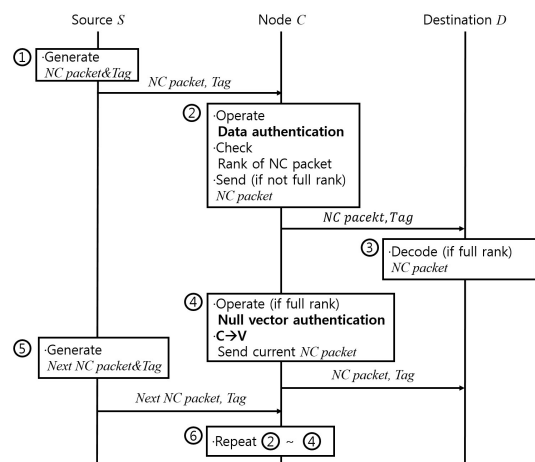 Source S
Node C
Destination D
①
·Generate
NC packet&Tag
NC packet, Tag
②
·Operate
Data authentication
·Check
Rank of NC packet
·Send (if not full rank)
NC packet
NC pacekt, Tag
③
·Decode (if full rank)
NC packet
④
·Operate (if full rank)
Null vector authentication
·C→V
Send current NC packet
⑤
·Generate
Next NC packet&Tag
NC packet, Tag
Next NC packet, Tag
⑥
·Repeat ② ~ ④